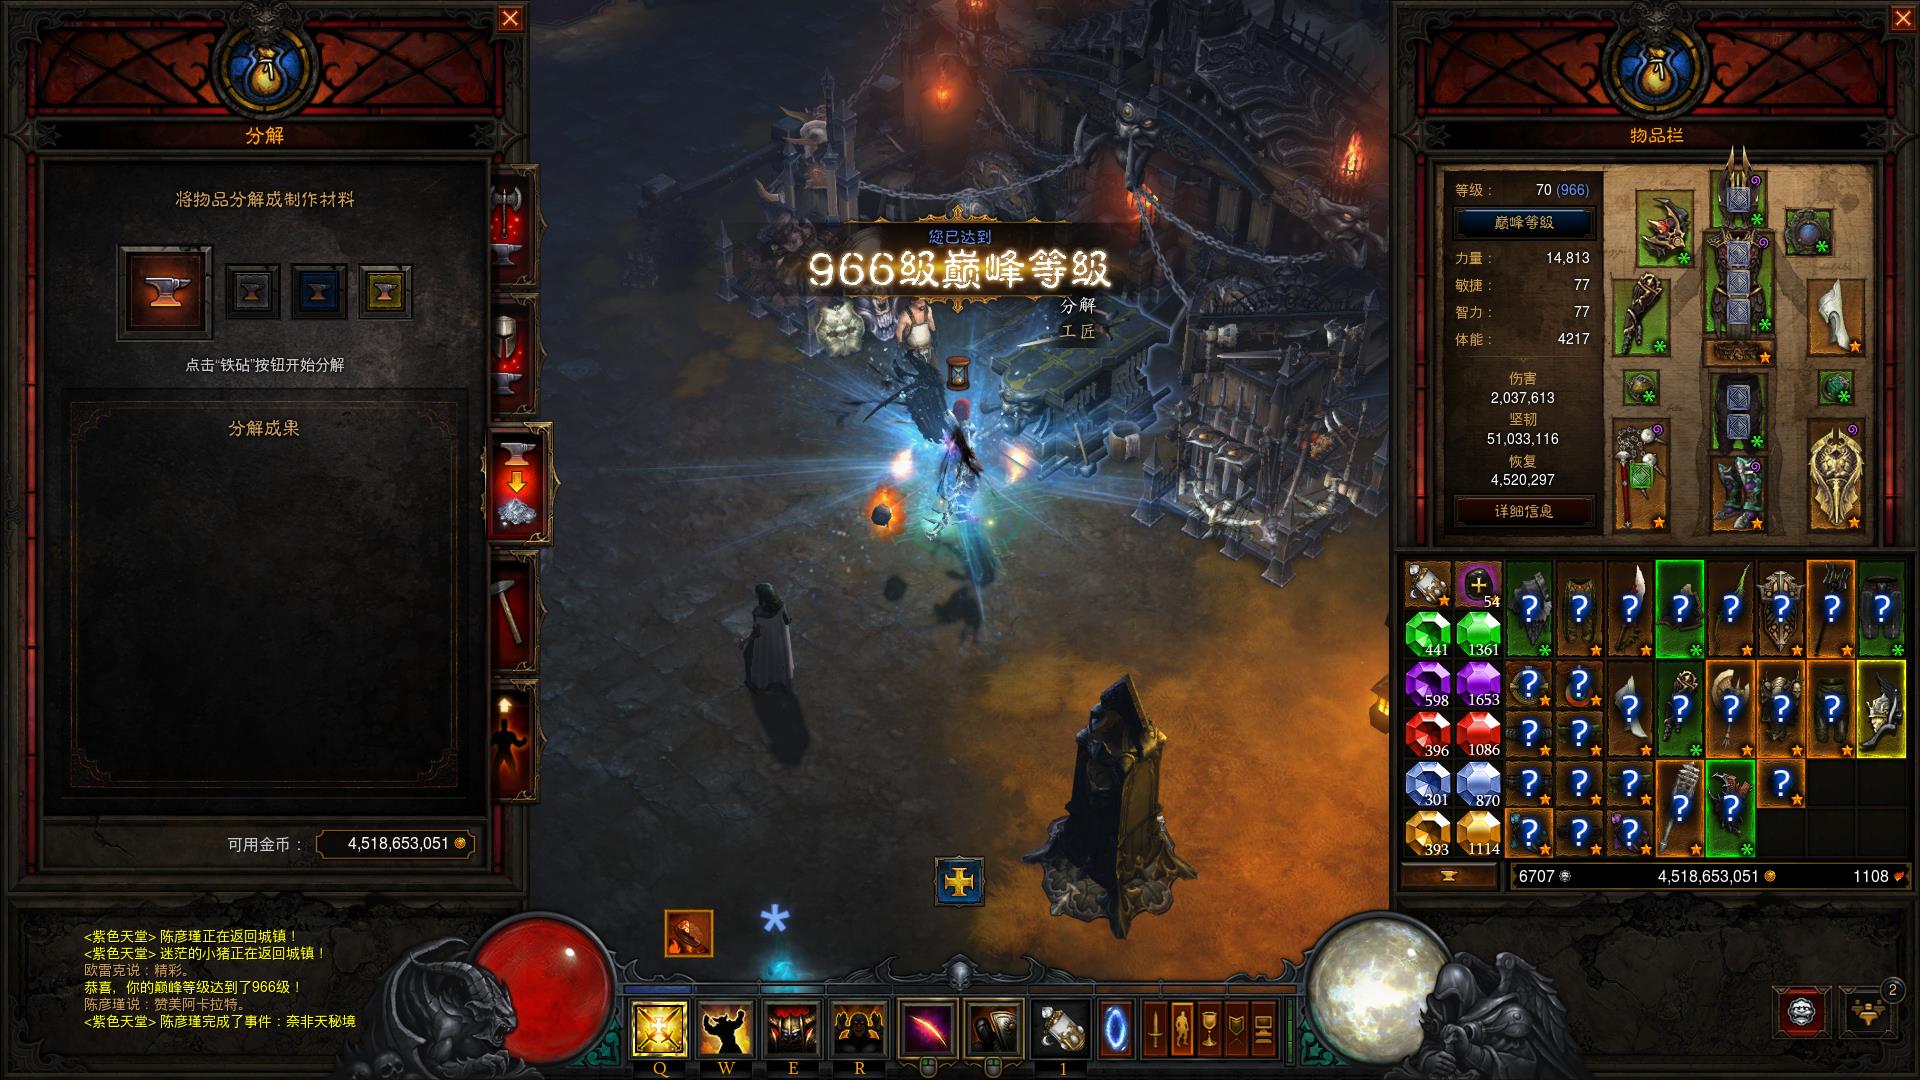 分解
将物品分解成制作材料
点击“铁砧”按钮开始分解
分解成果
可用金币：
4,518,653,051
<紫色天堂> 陈彦瑾正在返回城镇！
<紫色天堂> 迷茫的小猪正在返回城镇！
欧雷克说：精彩。
恭喜，你的巅峰等级达到了966级！
陈彦瑾说：赞美阿卡拉特。
<紫色天堂> 陈彦瑾完成了事件：奈非天秘境
您已达到
966级巅峰等级
分解
工匠
Q W E R 1
物品栏
等级： 70 (966)
巅峰等级
力量： 14,813
敏捷： 77
智力： 77
体能： 4217
伤害
2,037,613
坚韧
51,033,116
恢复
4,520,297
详细信息
54
441 1361
598 1653
396 1086
301 870
393 1114
6707 4,518,653,051 1108
2